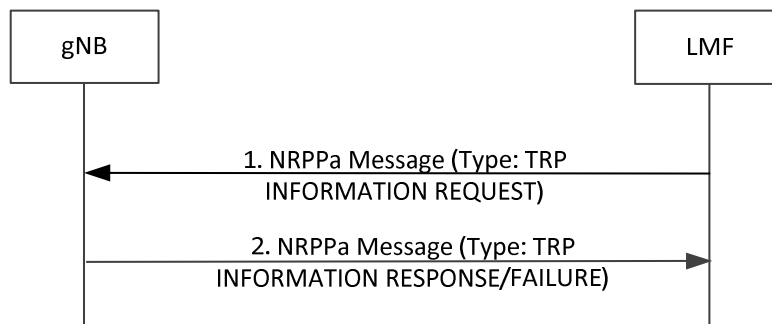 gNB
LMF
1. NRPPa Message (Type: TRP
INFORMATION REQUEST)
2. NRPPa Message (Type: TRP
INFORMATION RESPONSE/FAILURE)